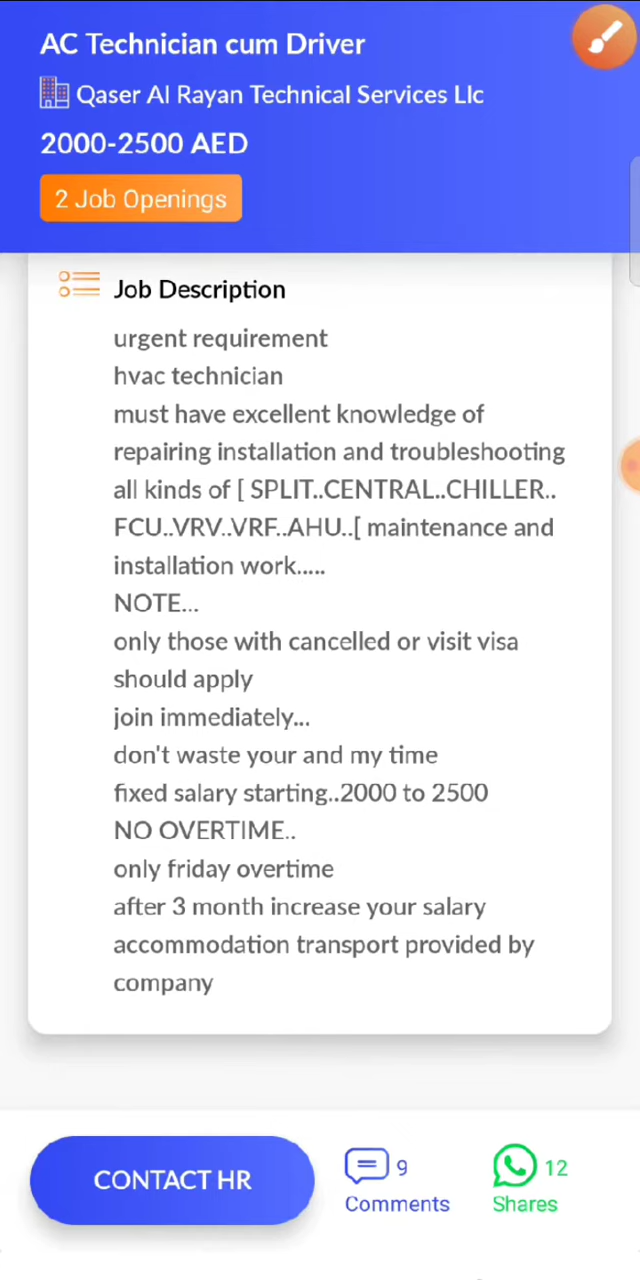 AC Technician cum Driver
Qaser Al Rayan Technical Services Llc
2000-2500 AED
2 Job Openings
Job Description
urgent requirement
hvac technician
must have excellent knowledge of
repairing installation and troubleshooting
all kinds of [ SPLIT..CENTRAL..CHILLER..
FCU..VRV..VRF..AHU..[ maintenance and
installation work.....
NOTE...
only those with cancelled or visit visa
should apply
join immediately...
don't waste your and my time
fixed salary starting..2000 to 2500
NO OVERTIME..
only friday overtime
after 3 month increase your salary
accommodation transport provided by
company
CONTACT HR
9
Comments
12
Shares